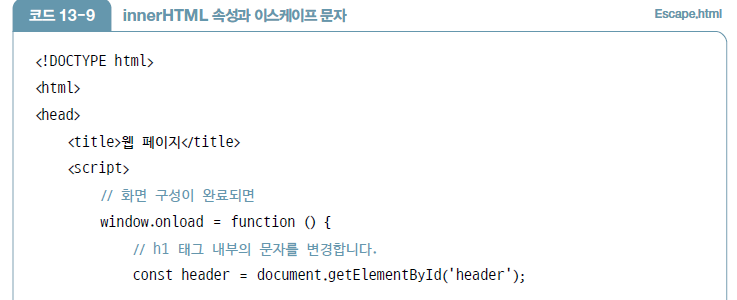 코드 13-9 innerHTML 속성과 이스케이프 문자 Escape.html
<!DOCTYPE html>
<html>
<head>
    <title>웹 페이지</title>
    <script>
        // 화면 구성이 완료되면
        window.onload = function () {
            // h1 태그 내부의 문자를 변경합니다.
            const header = document.getElementById('header');